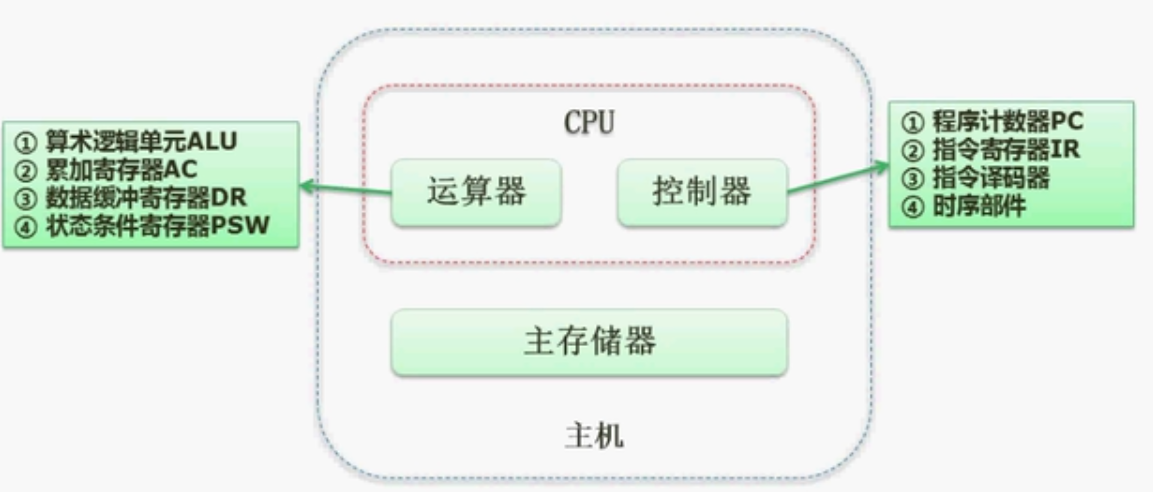 CPU
① 算术逻辑单元ALU
② 累加寄存器AC
③ 数据缓冲寄存器DR
④ 状态条件寄存器PSW
运算器
控制器
① 程序计数器PC
② 指令寄存器IR
③ 指令译码器
④ 时序部件
主存储器
主机